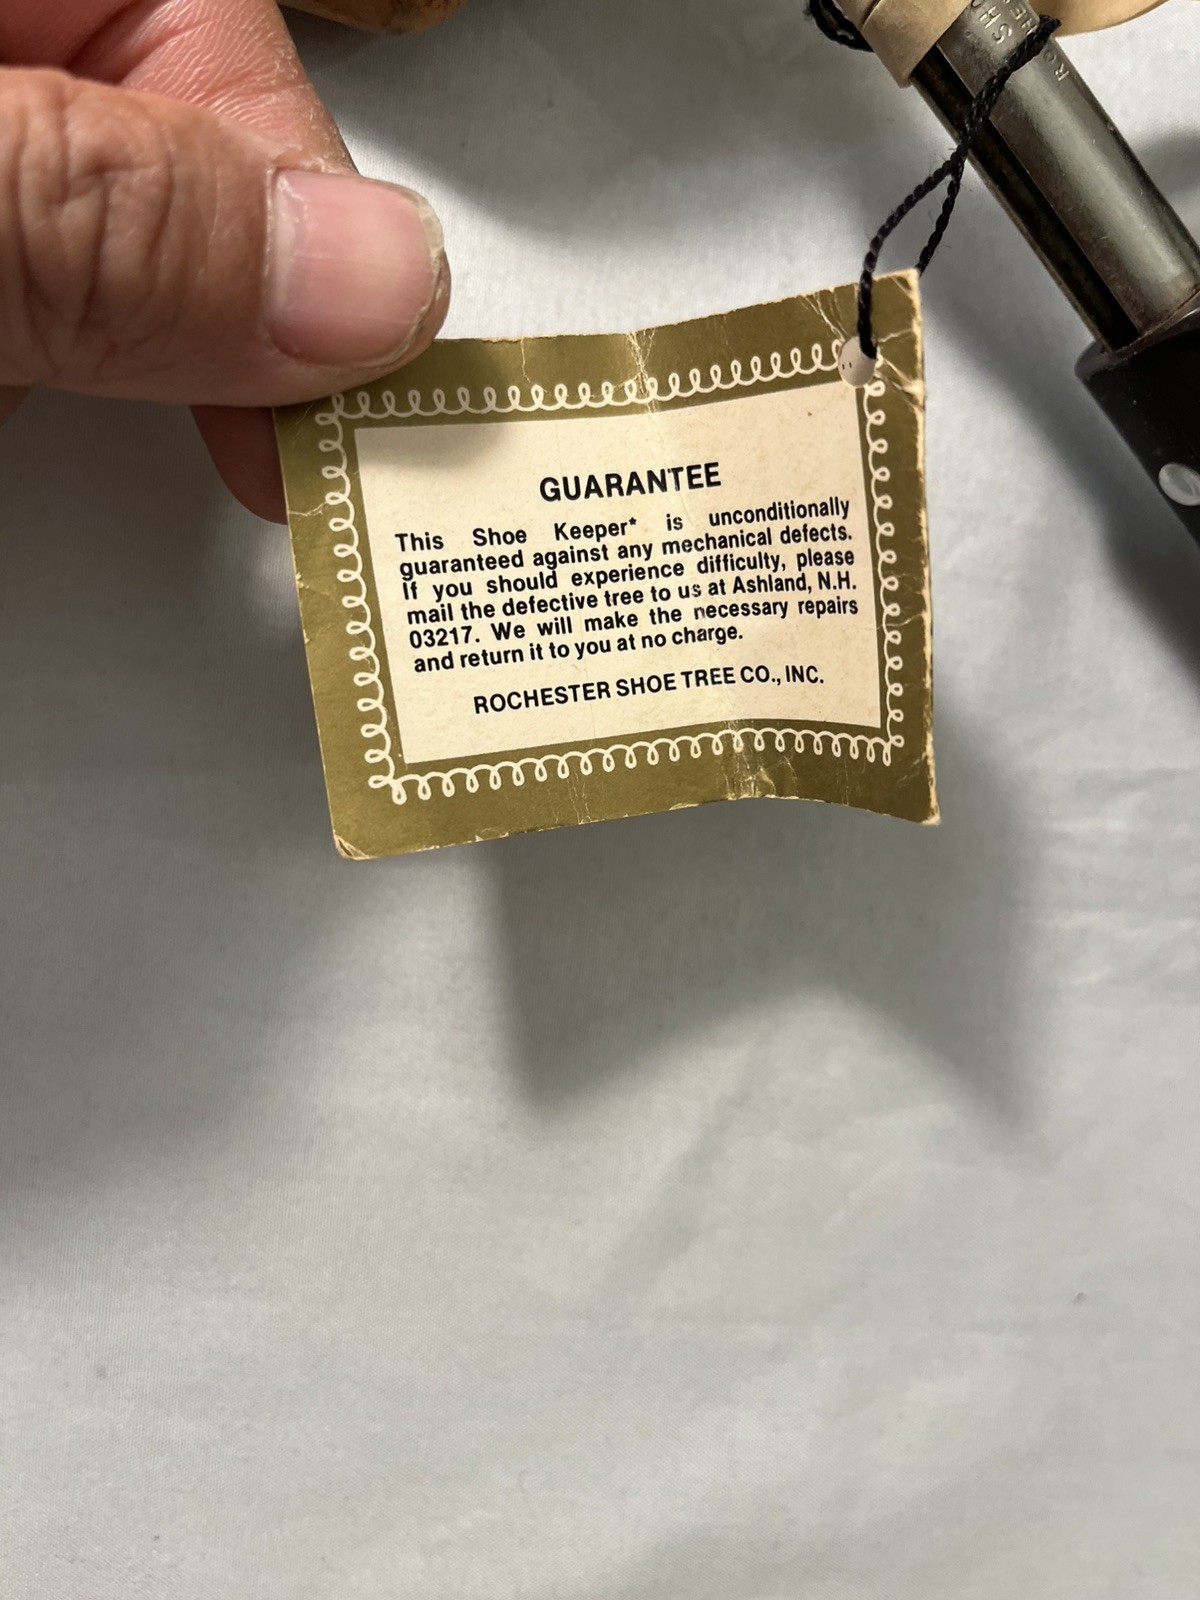 GUARANTEE
This Shoe Keeper* is unconditionally
guaranteed against any mechanical defects.
If you should experience difficulty, please
mail the defective tree to us at Ashland, N.H.
03217. We will make the necessary repairs
and return it to you at no charge.
ROCHESTER SHOE TREE CO., INC.